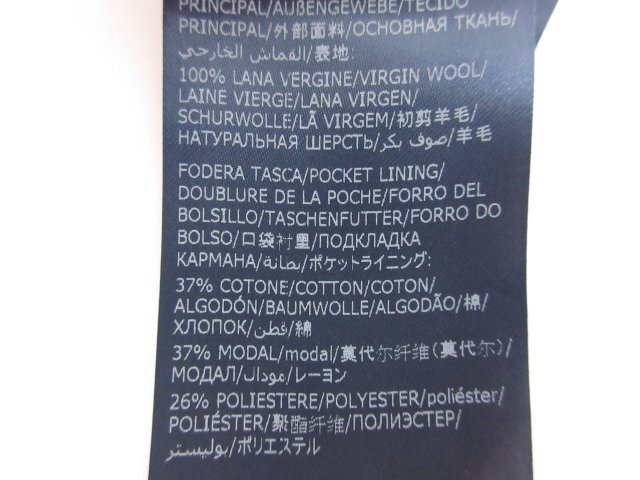 PRINCIPAL/AUßENGEWEBE/TECIDO
PRINCIPAL/外部面料/ОСНОВНАЯ ТКАНЬ/
القماش الخارجي/表地:
100% LANA VERGINE/VIRGIN WOOL/
LAINE VIERGE/LANA VIRGEN/
SCHURWOLLE/LÃ VIRGEM/初剪羊毛/
НАТУРАЛЬНАЯ ШЕРСТЬ/صوف بكر/羊毛
FODERA TASCA/POCKET LINING/
DOUBLURE DE LA POCHE/FORRO DEL
BOLSILLO/TASCHENFUTTER/FORRO DO
BOLSO/口袋衬里/ПОДКЛАДКА
КАРМАНА/بطانة/ポケットライニング:
37% COTONE/COTTON/COTON/
ALGODÓN/BAUMWOLLE/ALGODÃO/棉/
ХЛОПОК/قطن/綿
37% MODAL/modal/莫代尔纤维(莫代尔)/
МОДАЛ/مودال/レーヨン
26% POLIESTERE/POLYESTER/poliéster/
POLIÉSTER/聚酯纤维/ПОЛИЭСТЕР/
بوليستر/ポリエステル